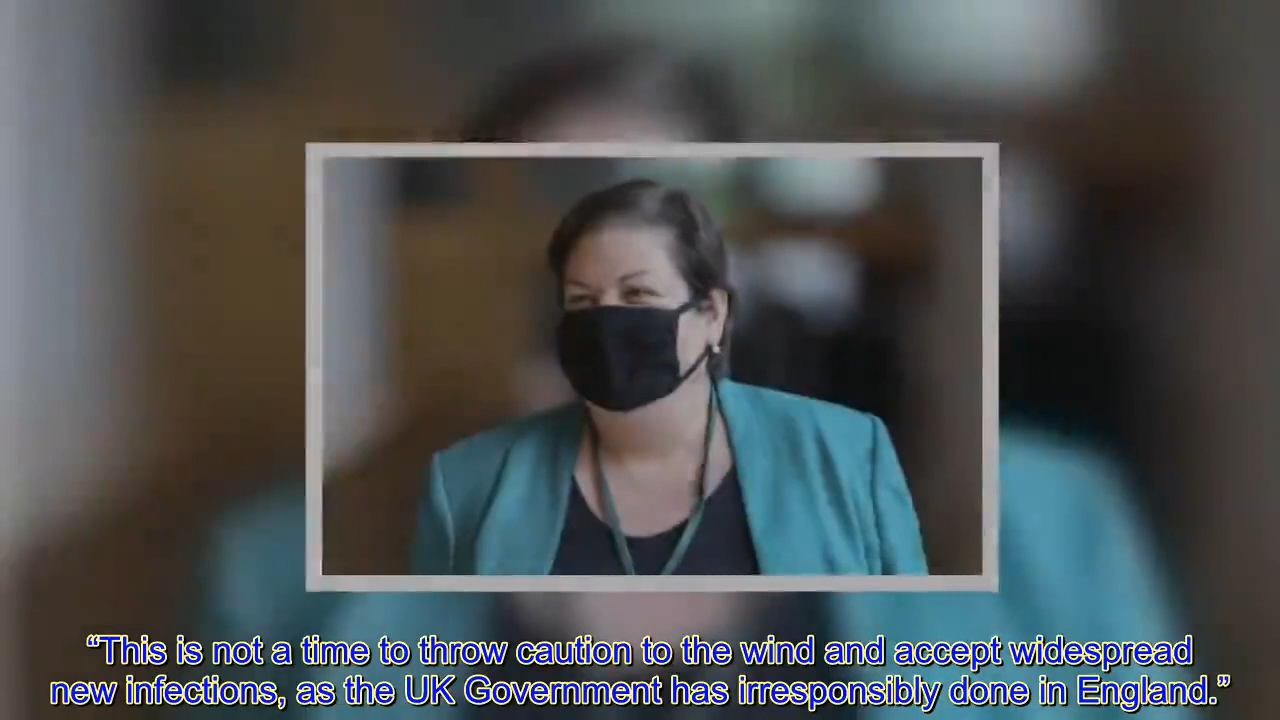 “This is not a time to throw caution to the wind and accept widespread
new infections, as the UK Government has irresponsibly done in England.”